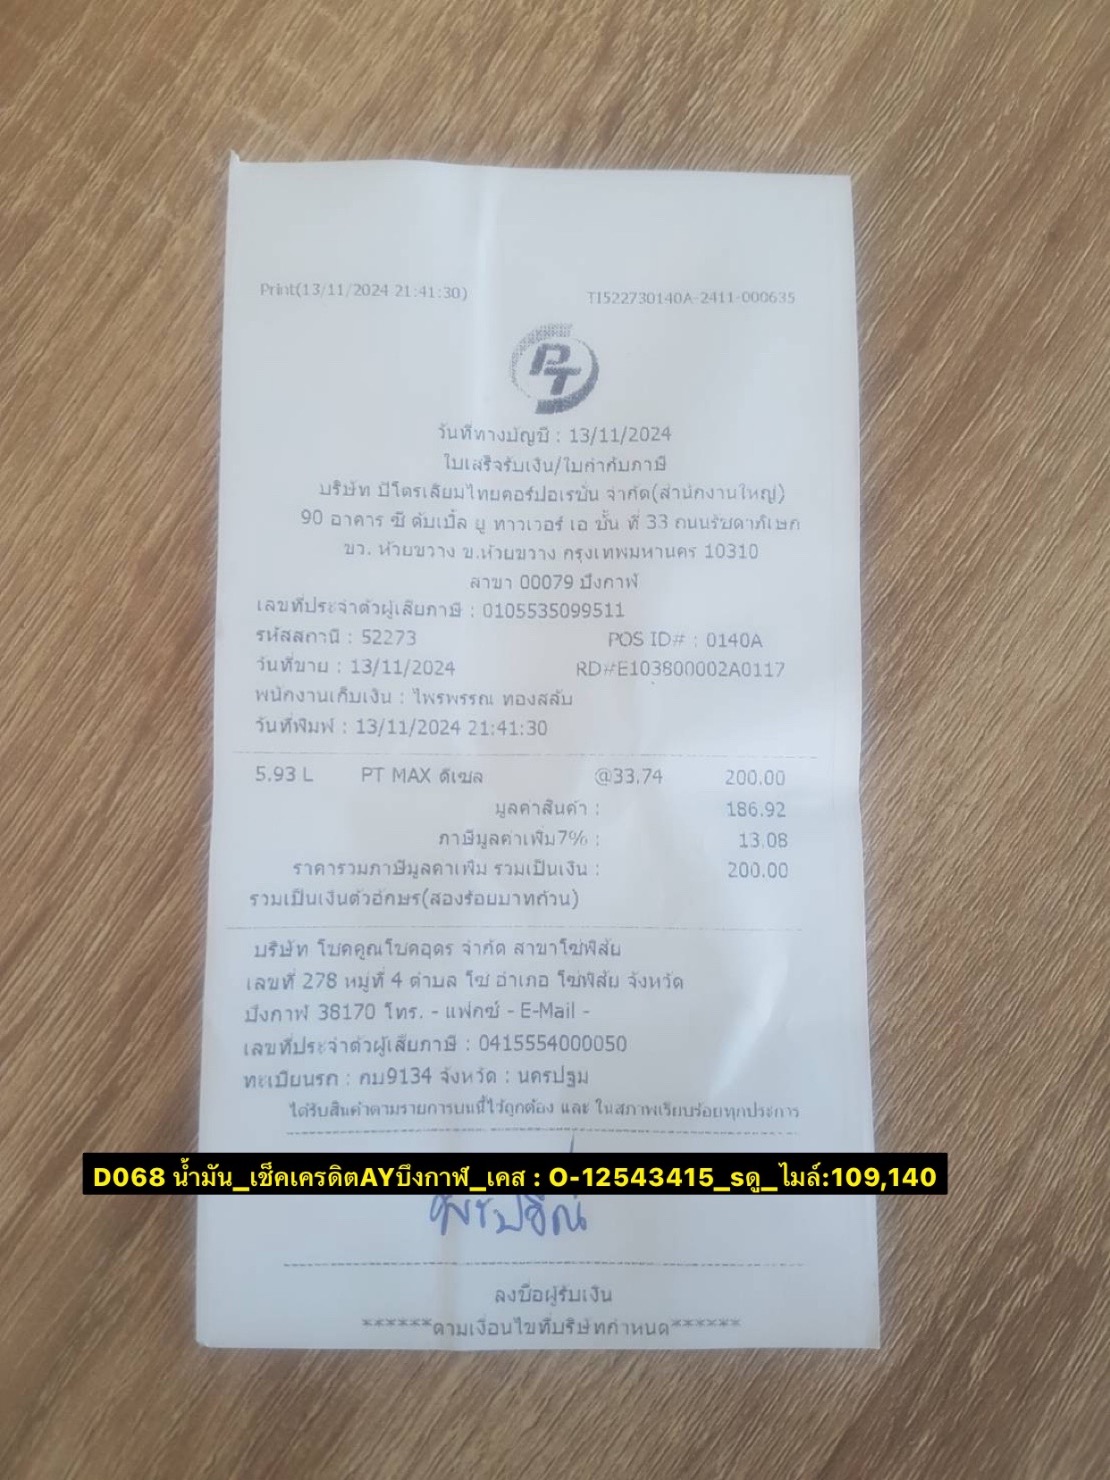 Print(13/11/2024 21:41:30) TI522730140A-2411-000635
PT
วันที่ทางบัญชี : 13/11/2024
ใบเสร็จรับเงิน/ใบกำกับภาษี
บริษัท ปิโตรเลียมไทยคอร์ปอเรชั่น จำกัด(สำนักงานใหญ่)
90 อาคาร ซี ดับเบิ้ล ยู ทาวเวอร์ เอ ชั้น ที่ 33 ถนนรัชดาภิเษก
ขว. ห้วยขวาง ข.ห้วยขวาง กรุงเทพมหานคร 10310
สาขา 00079 บึงกาฬ
เลขที่ประจำตัวผู้เสียภาษี : 0105535099511
รหัสสถานี : 52273 POS ID# : 0140A
วันที่ขาย : 13/11/2024 RD#E103800002A0117
พนักงานเก็บเงิน : ไพรพรรณ ทองสลับ
วันที่พิมพ์ : 13/11/2024 21:41:30
5.93 L PT MAX ดีเซล @33.74 200.00
มูลค่าสินค้า : 186.92
ภาษีมูลค่าเพิ่ม7% : 13.08
ราคารวมภาษีมูลค่าเพิ่ม รวมเป็นเงิน : 200.00
รวมเป็นเงินตัวอักษร(สองร้อยบาทถ้วน)
บริษัท โชคคูณโชคอุดร จำกัด สาขาโซ่พิสัย
เลขที่ 278 หมู่ที่ 4 ตำบล โซ่ อำเภอ โซ่พิสัย จังหวัด
บึงกาฬ 38170 โทร. - แฟกซ์ - E-Mail -
เลขที่ประจำตัวผู้เสียภาษี : 0415554000050
ทะเบียนรถ : กบ9134 จังหวัด : นครปฐม
ได้รับสินค้าตามรายการบนนี้ไว้ถูกต้อง และ ในสภาพเรียบร้อยทุกประการ
D068 น้ำมัน_เช็คเครดิตAYบึงกาฬ_เคส : O-12543415_sดู_ไมล์:109,140
ลงชื่อผู้รับเงิน
******ตามเงื่อนไขที่บริษัทกำหนด******